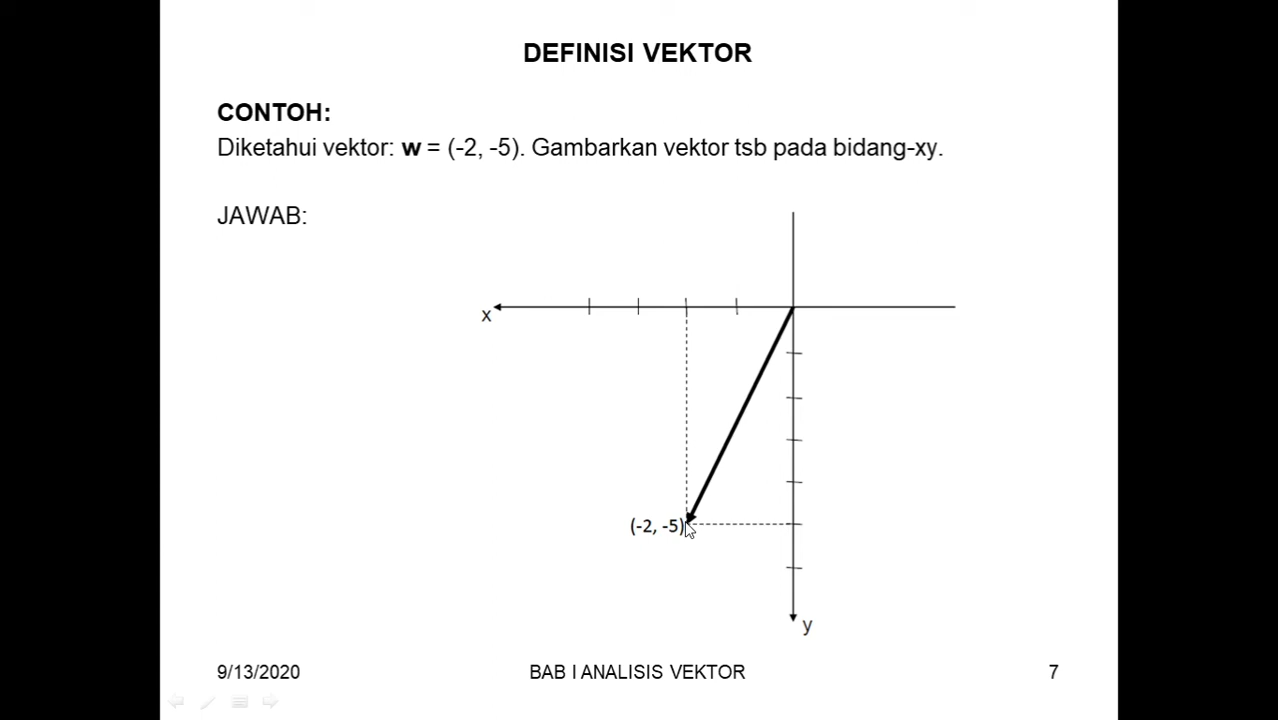 DEFINISI VEKTOR
CONTOH:
Diketahui vektor: w = (-2, -5). Gambarkan vektor tsb pada bidang-xy.
JAWAB:
x
(-2, -5)
y
9/13/2020
BAB I ANALISIS VEKTOR
7